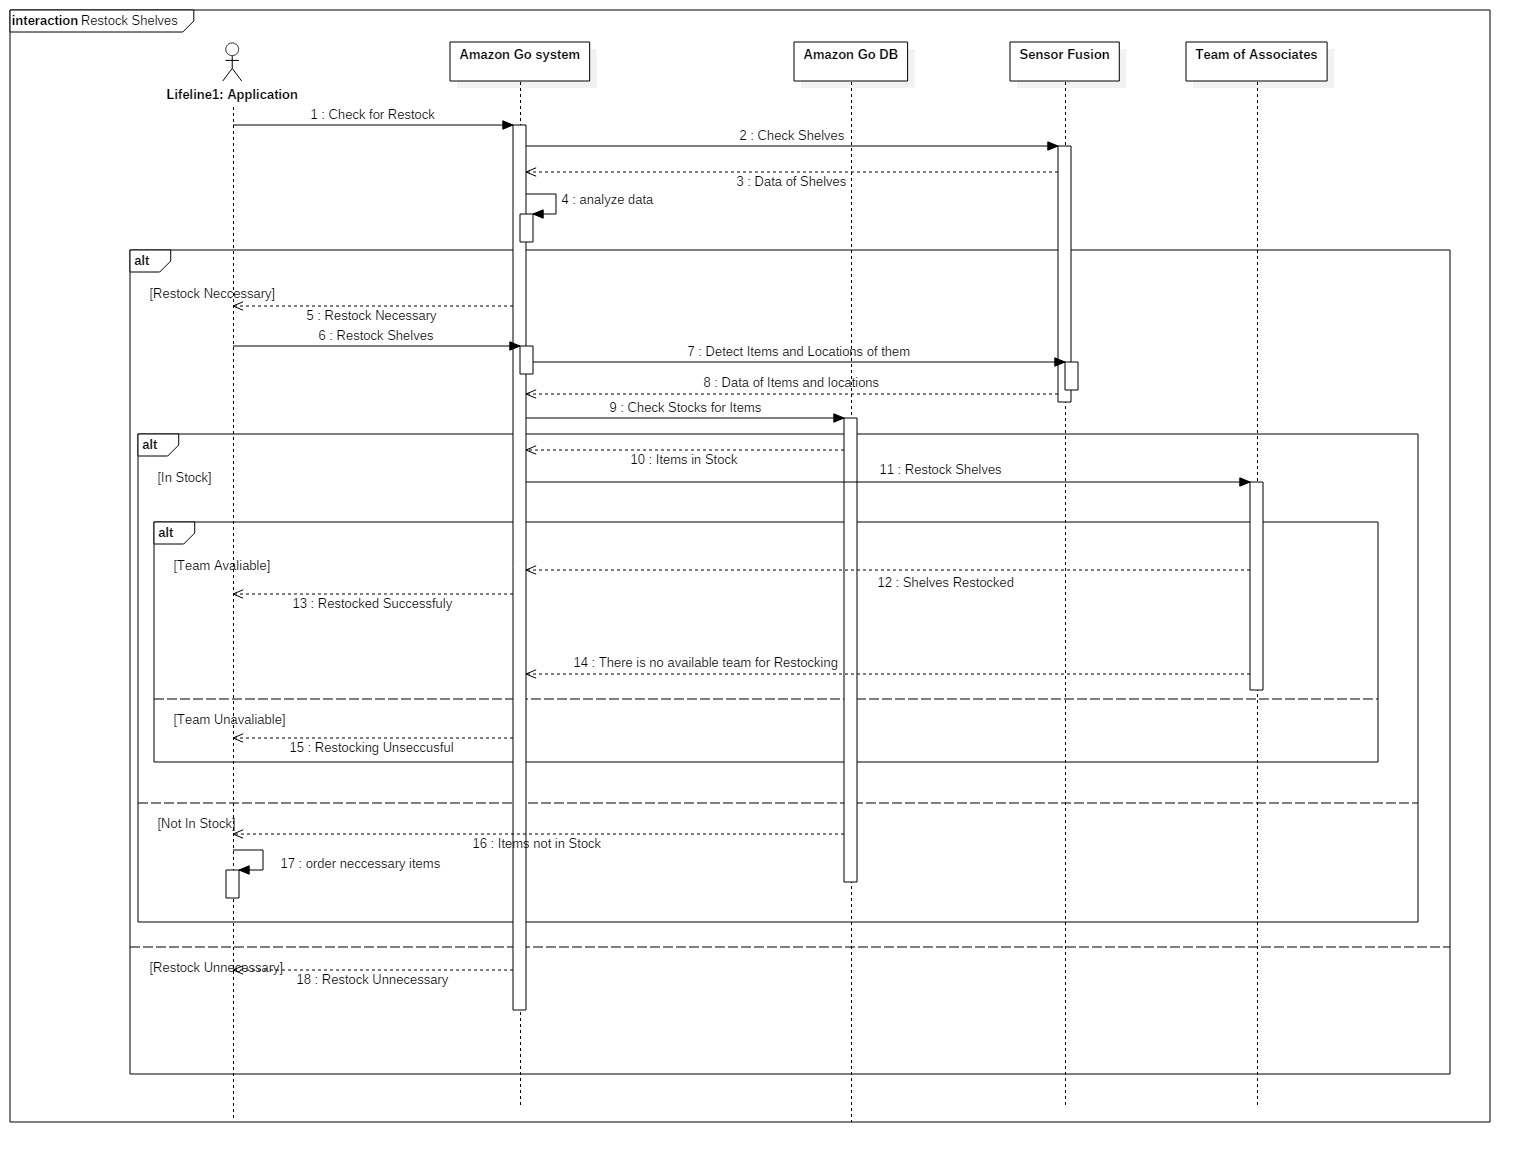 interaction Restock Shelves
Amazon Go system
Amazon Go DB
Sensor Fusion
Team of Associates
Lifeline1: Application
1 : Check for Restock
2 : Check Shelves
3 : Data of Shelves
4 : analyze data
alt
[Restock Neccessary]
5 : Restock Necessary
6 : Restock Shelves
7 : Detect Items and Locations of them
8 : Data of Items and locations
9 : Check Stocks for Items
alt
10 : Items in Stock
11 : Restock Shelves
[In Stock]
alt
[Team Avaliable]
12 : Shelves Restocked
13 : Restocked Successfuly
14 : There is no available team for Restocking
[Team Unavaliable]
15 : Restocking Unseccusful
[Not In Stock]
16 : Items not in Stock
17 : order neccessary items
[Restock Unnecessary]
18 : Restock Unnecessary